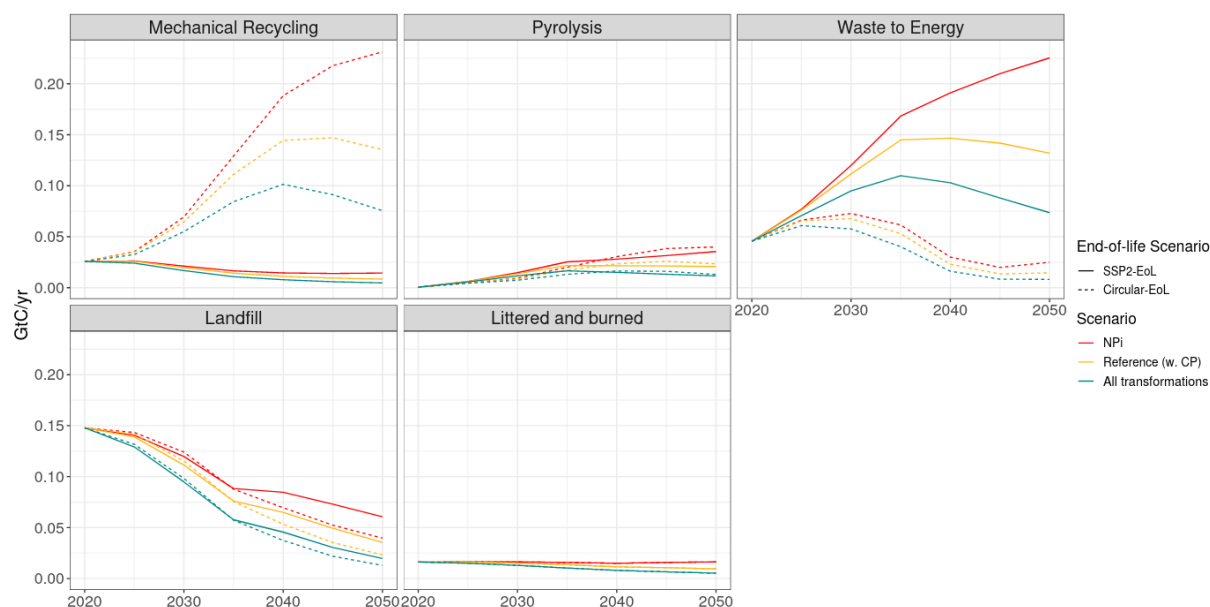 Mechanical Recycling
Pyrolysis
Waste to Energy
0.20
0.15
0.10
0.05
0.00
2020
2030
2040
2050
Landfill
Littered and burned
0.20
0.15
0.10
0.05
0.00
2020
2030
2040
2050
2020
2030
2040
2050
GtC/yr
End-of-life Scenario
SSP2-EoL
Circular-EoL
Scenario
NPi
Reference (w. CP)
All transformations